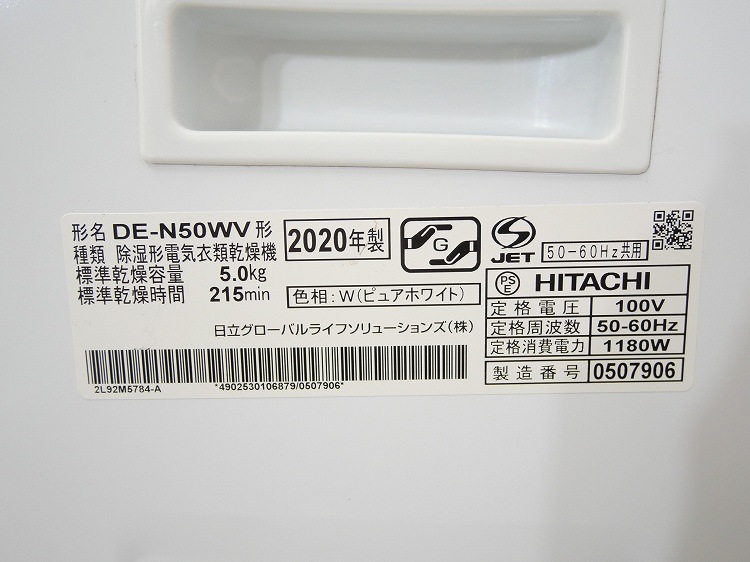 形名 DE-N50WV 形
種類 除湿形電気衣類乾燥機
標準乾燥容量 5.0kg
標準乾燥時間 215min
2020年製
色相:W(ピュアホワイト)
G
日立グローバルライフソリューションズ(株)
2L92M5784-A
*4902530106879/0507906*
S
JET
50-60Hz共用
PS
E
HITACHI
定格電圧 100V
定格周波数 50-60Hz
定格消費電力 1180W
製造番号 0507906